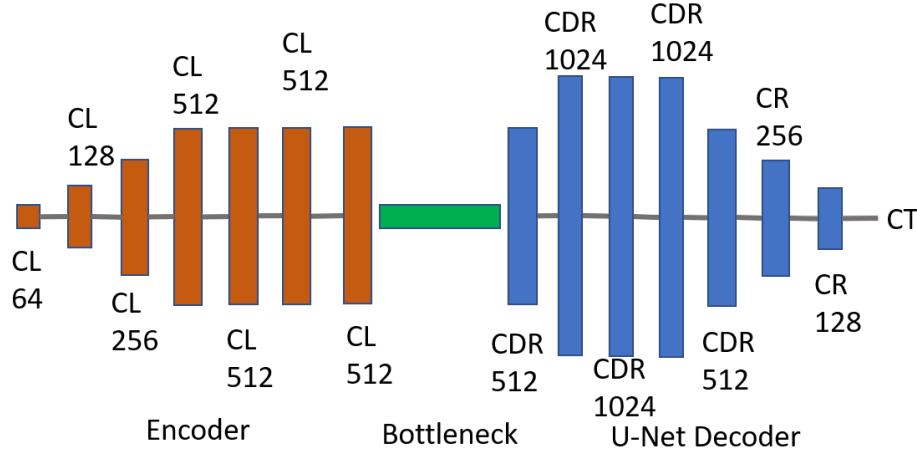 CL
64
CL
128
CL
256
CL
512
CL
512
CL
512
CL
512
CDR
512
CDR
1024
CDR
1024
CDR
1024
CDR
512
CR
256
CR
128
CT
Encoder
Bottleneck
U-Net Decoder